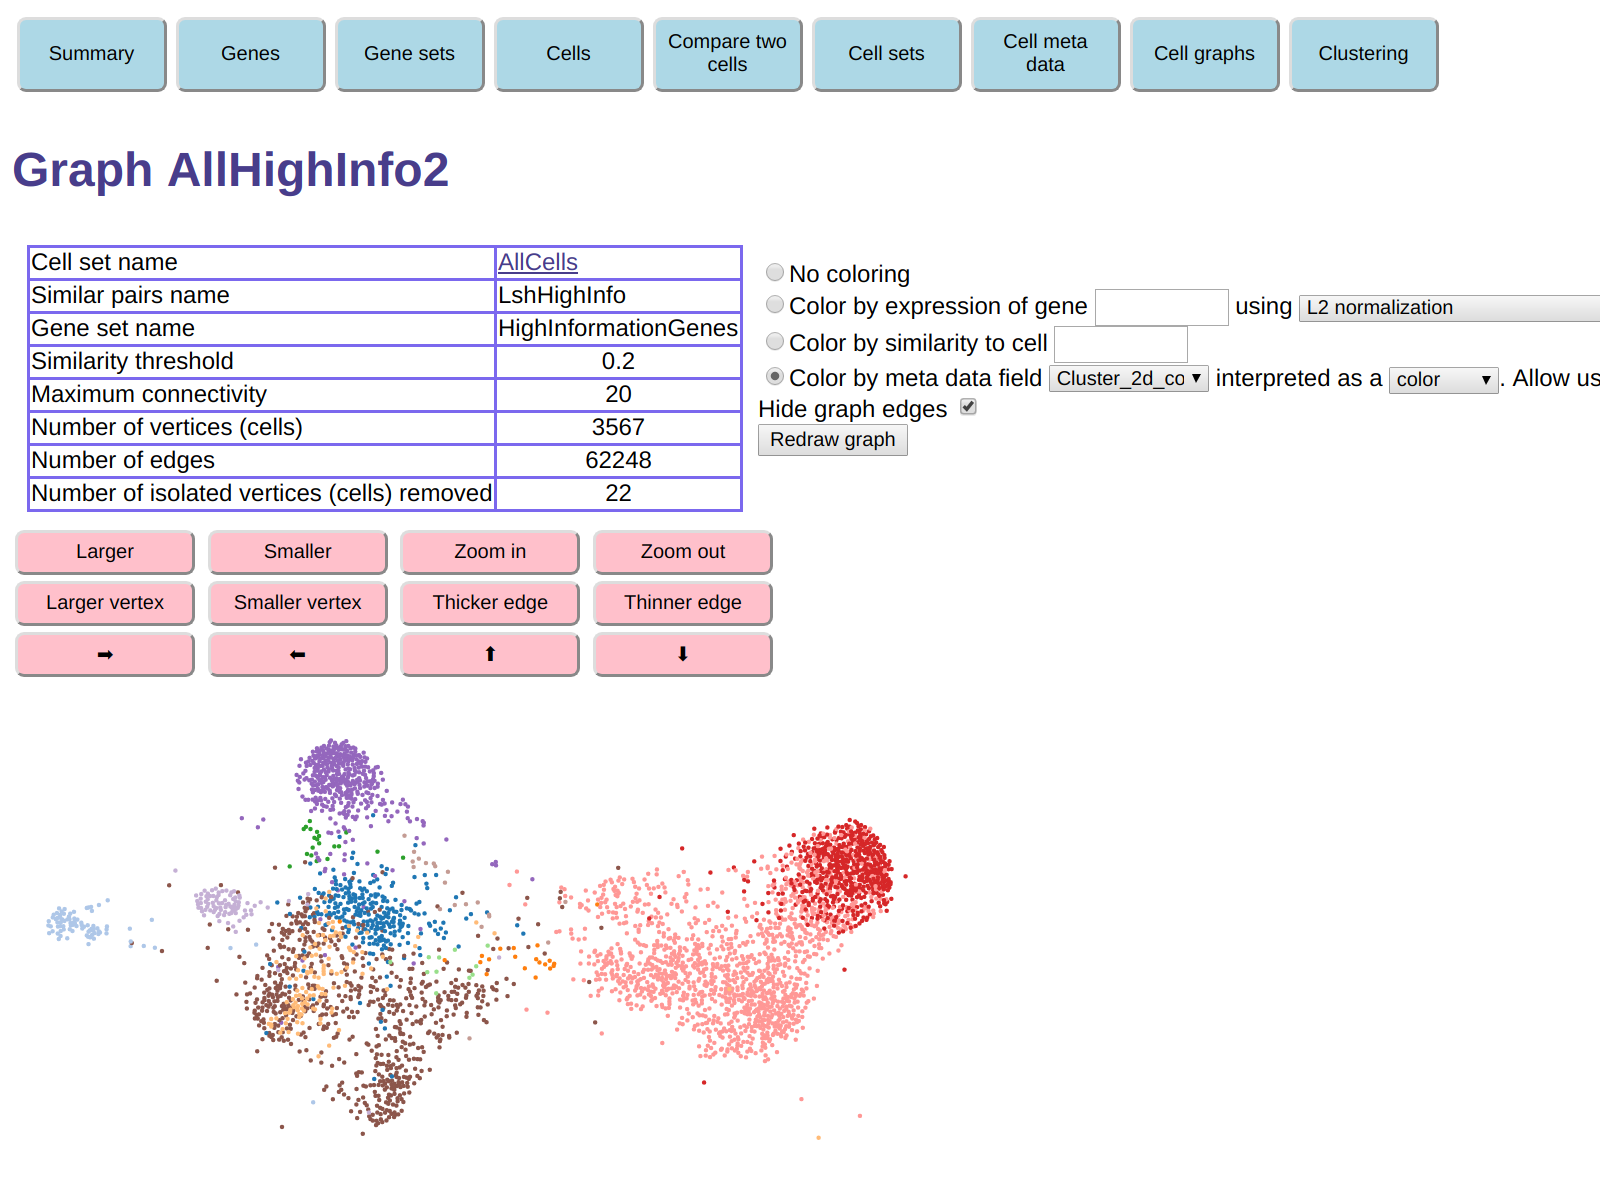 Summary
Genes
Gene sets
Cells
Compare two
cells
Cell sets
Cell meta
data
Cell graphs
Clustering
Graph AllHighInfo2
Cell set name AllCells
Similar pairs name LshHighInfo
Gene set name HighInformationGenes
Similarity threshold 0.2
Maximum connectivity 20
Number of vertices (cells) 3567
Number of edges 62248
Number of isolated vertices (cells) removed 22
No coloring
Color by expression of gene using L2 normalization
Color by similarity to cell
Color by meta data field Cluster_2d_co interpreted as a color . Allow us
Hide graph edges
Redraw graph
Larger Smaller Zoom in Zoom out
Larger vertex Smaller vertex Thicker edge Thinner edge
➡ ⬅ ⬆ ⬇